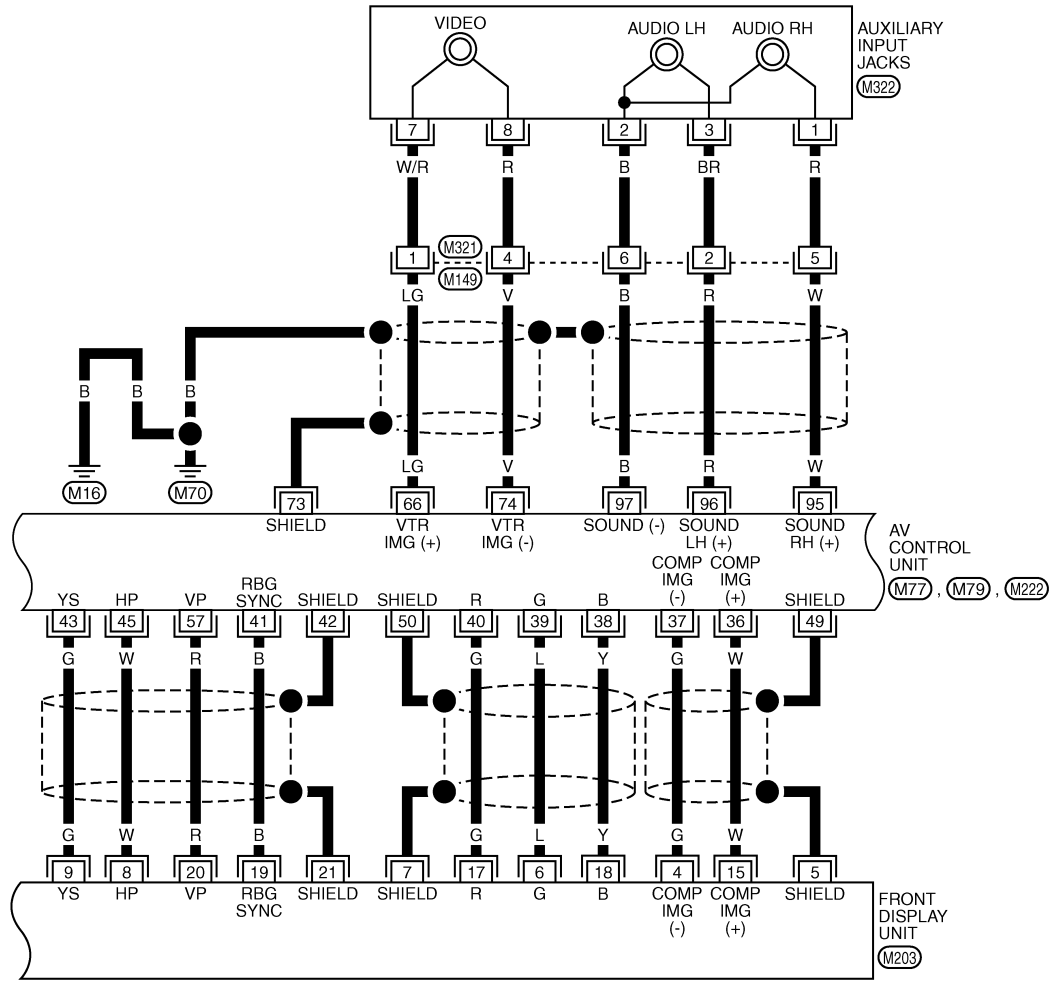 VIDEO
AUDIO LH
AUDIO RH
AUXILIARY
INPUT
JACKS
M322
7 8 2 3 1
W/R R B BR R
M321
1 4 6 2 5
M149
LG V B R W
B B B
LG V B R W
M16 M70
73 66 74 97 96 95
SHIELD
VTR
IMG (+)
VTR
IMG (-)
SOUND (-)
SOUND
LH (+)
SOUND
RH (+)
AV
CONTROL
UNIT
M77 , M79 , M222
YS
HP
VP
RBG
SYNC
SHIELD
SHIELD
R
G
B
COMP
IMG
(-)
COMP
IMG
(+)
SHIELD
43 45 57 41 42 50 40 39 38 37 36 49
G W R B G L Y G W
G W R B G L Y G W
9 8 20 19 21 7 17 6 18 4 15 5
YS
HP
VP
RBG
SYNC
SHIELD
SHIELD
R
G
B
COMP
IMG
(-)
COMP
IMG
(+)
SHIELD
FRONT
DISPLAY
UNIT
M203